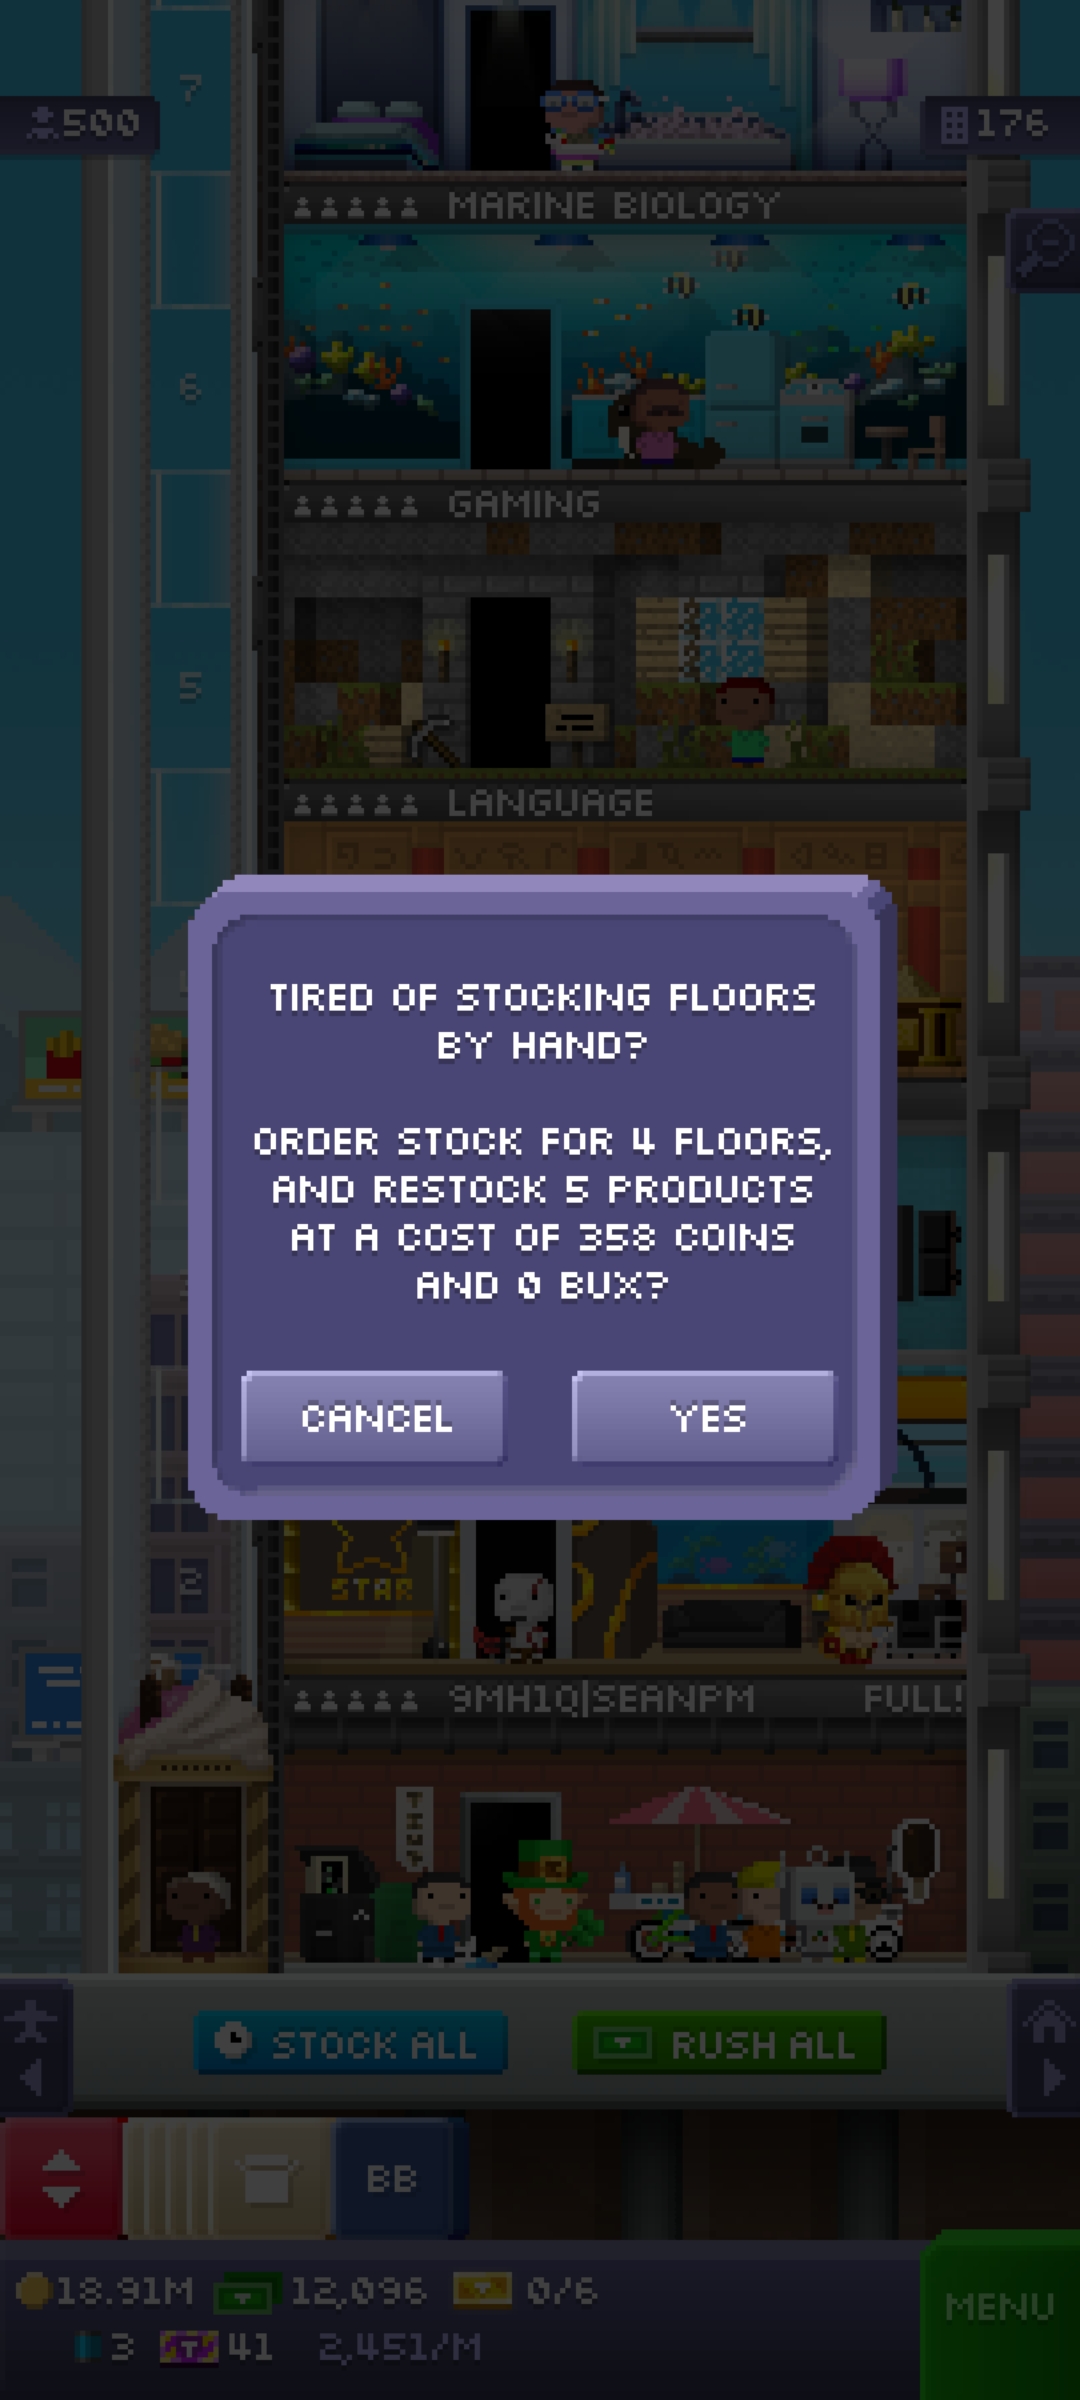 7
500
176
MARINE BIOLOGY
6
GAMING
5
LANGUAGE
TIRED OF STOCKING FLOORS
BY HAND?
ORDER STOCK FOR 4 FLOORS,
AND RESTOCK 5 PRODUCTS
AT A COST OF 358 COINS
AND 0 BUX?
CANCEL
YES
STAR
2
9MH1Q|SEANPM
FULL!
STOCK ALL
RUSH ALL
BB
18.91M
12,096
0/6
MENU
3
T
41
2,451/M